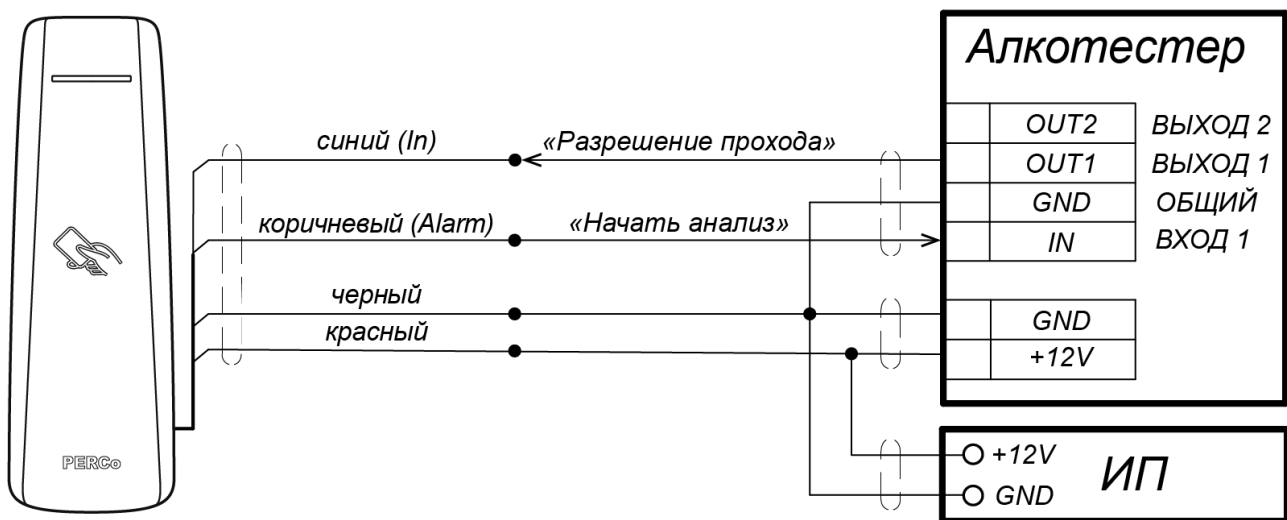 Алкотестер
OUT2 ВЫХОД 2
синий (In) «Разрешение прохода» OUT1 ВЫХОД 1
GND ОБЩИЙ
коричневый (Alarm) «Начать анализ» IN ВХОД 1
черный GND
красный +12V
PERCo
+12V ИП
GND